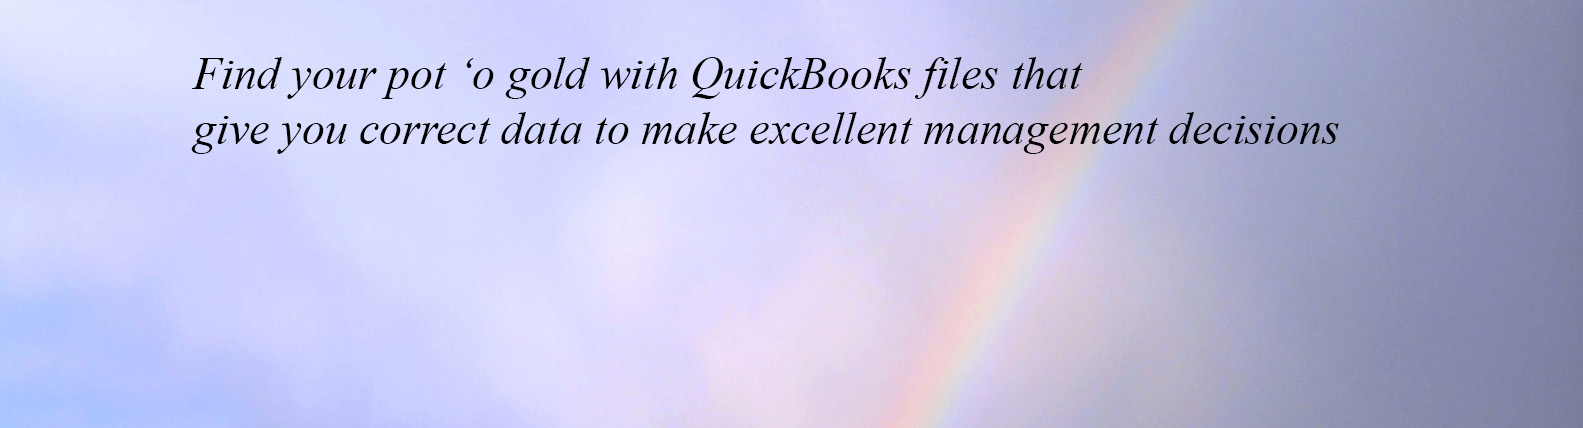 Find your pot ‘o gold with QuickBooks files that
give you correct data to make excellent management decisions